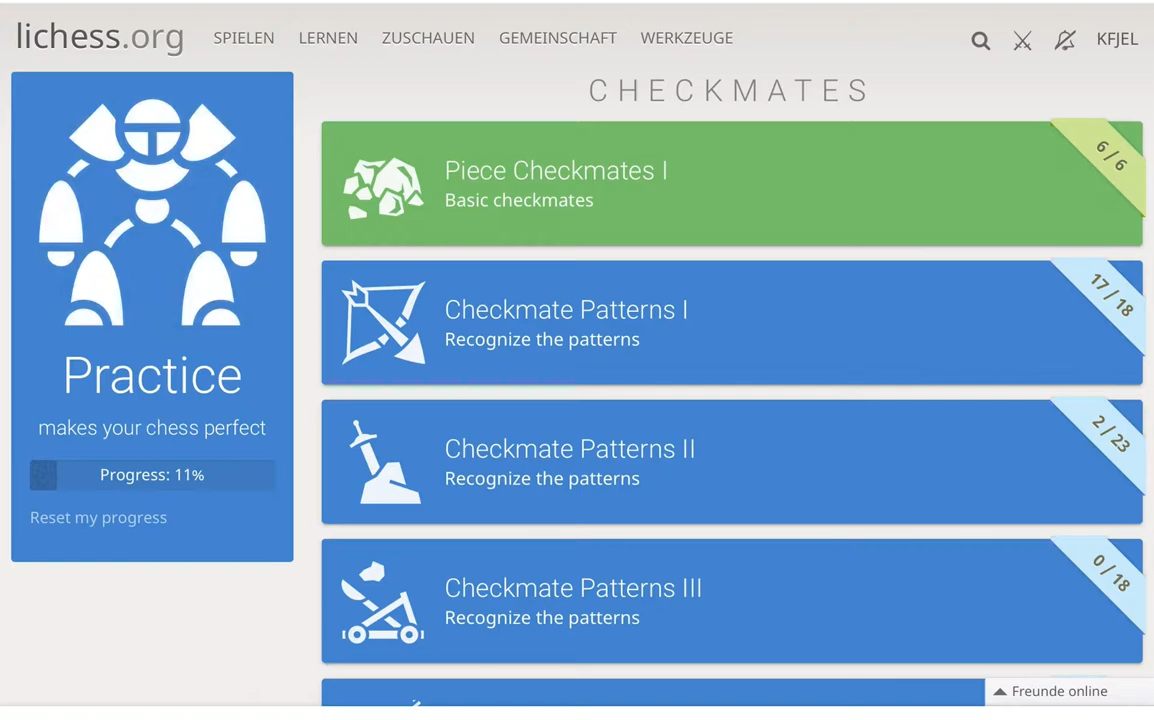 lichess.org SPIELEN LERNEN ZUSCHAUEN GEMEINSCHAFT WERKZEUGE KFJEL
Practice
makes your chess perfect
Progress: 11%
Reset my progress
CHECKMATES
Piece Checkmates I
Basic checkmates
6 / 6
Checkmate Patterns I
Recognize the patterns
17 / 18
Checkmate Patterns II
Recognize the patterns
2 / 23
Checkmate Patterns III
Recognize the patterns
0 / 18
Freunde online